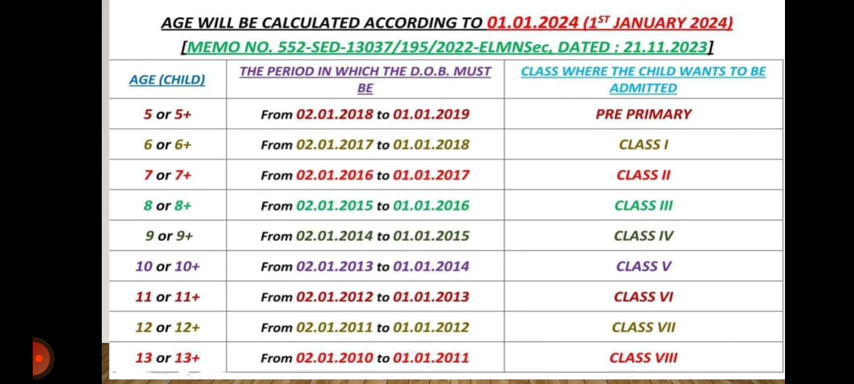 AGE WILL BE CALCULATED ACCORDING TO 01.01.2024 (1ST JANUARY 2024)
[MEMO NO. 552-SED-13037/195/2022-ELMNSec, DATED : 21.11.2023]
AGE (CHILD) THE PERIOD IN WHICH THE D.O.B. MUST BE CLASS WHERE THE CHILD WANTS TO BE ADMITTED
5 or 5+ From 02.01.2018 to 01.01.2019 PRE PRIMARY
6 or 6+ From 02.01.2017 to 01.01.2018 CLASS I
7 or 7+ From 02.01.2016 to 01.01.2017 CLASS II
8 or 8+ From 02.01.2015 to 01.01.2016 CLASS III
9 or 9+ From 02.01.2014 to 01.01.2015 CLASS IV
10 or 10+ From 02.01.2013 to 01.01.2014 CLASS V
11 or 11+ From 02.01.2012 to 01.01.2013 CLASS VI
12 or 12+ From 02.01.2011 to 01.01.2012 CLASS VII
13 or 13+ From 02.01.2010 to 01.01.2011 CLASS VIII